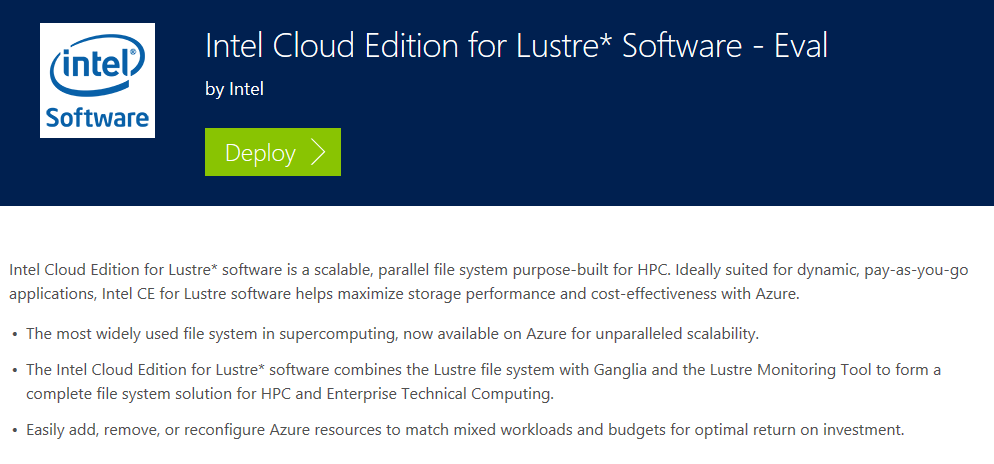 intel
Software
Intel Cloud Edition for Lustre* Software - Eval
by Intel
Deploy
Intel Cloud Edition for Lustre* software is a scalable, parallel file system purpose-built for HPC. Ideally suited for dynamic, pay-as-you-go
applications, Intel CE for Lustre software helps maximize storage performance and cost-effectiveness with Azure.
• The most widely used file system in supercomputing, now available on Azure for unparalleled scalability.
• The Intel Cloud Edition for Lustre* software combines the Lustre file system with Ganglia and the Lustre Monitoring Tool to form a
complete file system solution for HPC and Enterprise Technical Computing.
• Easily add, remove, or reconfigure Azure resources to match mixed workloads and budgets for optimal return on investment.